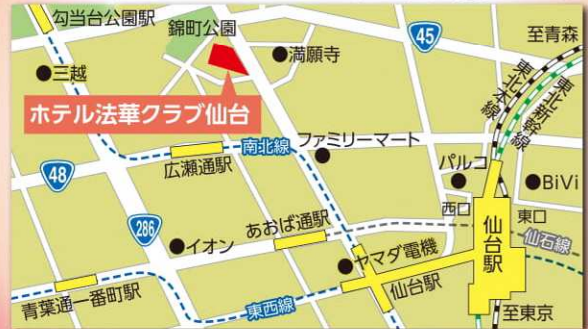 勾当台公園駅
錦町公園
45
至青森
三越
満願寺
東北本線
東北新幹線
ホテル法華クラブ仙台
南北線
ファミリーマート
48
広瀬通駅
パルコ
BiVi
286
西口
東口
イオン
あおば通駅
仙台駅
仙石線
ヤマダ電機
青葉通一番町駅
東西線
仙台駅
至東京